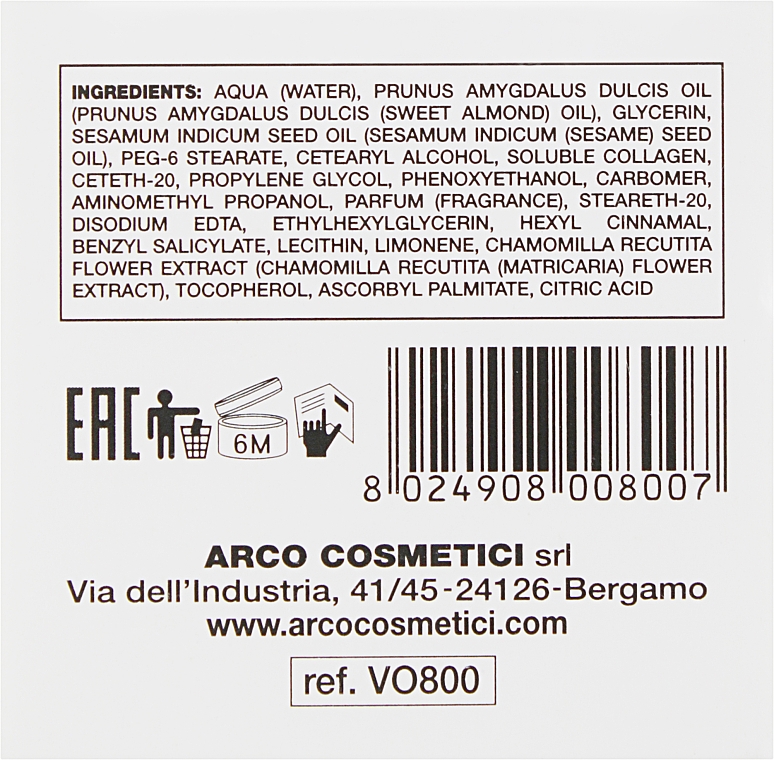 INGREDIENTS: AQUA (WATER), PRUNUS AMYGDALUS DULCIS OIL
(PRUNUS AMYGDALUS DULCIS (SWEET ALMOND) OIL), GLYCERIN,
SESAMUM INDICUM SEED OIL (SESAMUM INDICUM (SESAME) SEED
OIL), PEG-6 STEARATE, CETEARYL ALCOHOL, SOLUBLE COLLAGEN,
CETETH-20, PROPYLENE GLYCOL, PHENOXYETHANOL, CARBOMER,
AMINOMETHYL PROPANOL, PARFUM (FRAGRANCE), STEARETH-20,
DISODIUM EDTA, ETHYLHEXYLGLYCERIN, HEXYL CINNAMAL,
BENZYL SALICYLATE, LECITHIN, LIMONENE, CHAMOMILLA RECUTITA
FLOWER EXTRACT (CHAMOMILLA RECUTITA (MATRICARIA) FLOWER
EXTRACT), TOCOPHEROL, ASCORBYL PALMITATE, CITRIC ACID
EAC
6M
8 024908 008007
ARCO COSMETICI srl
Via dell'Industria, 41/45-24126-Bergamo
www.arcocosmetici.com
ref. VO800